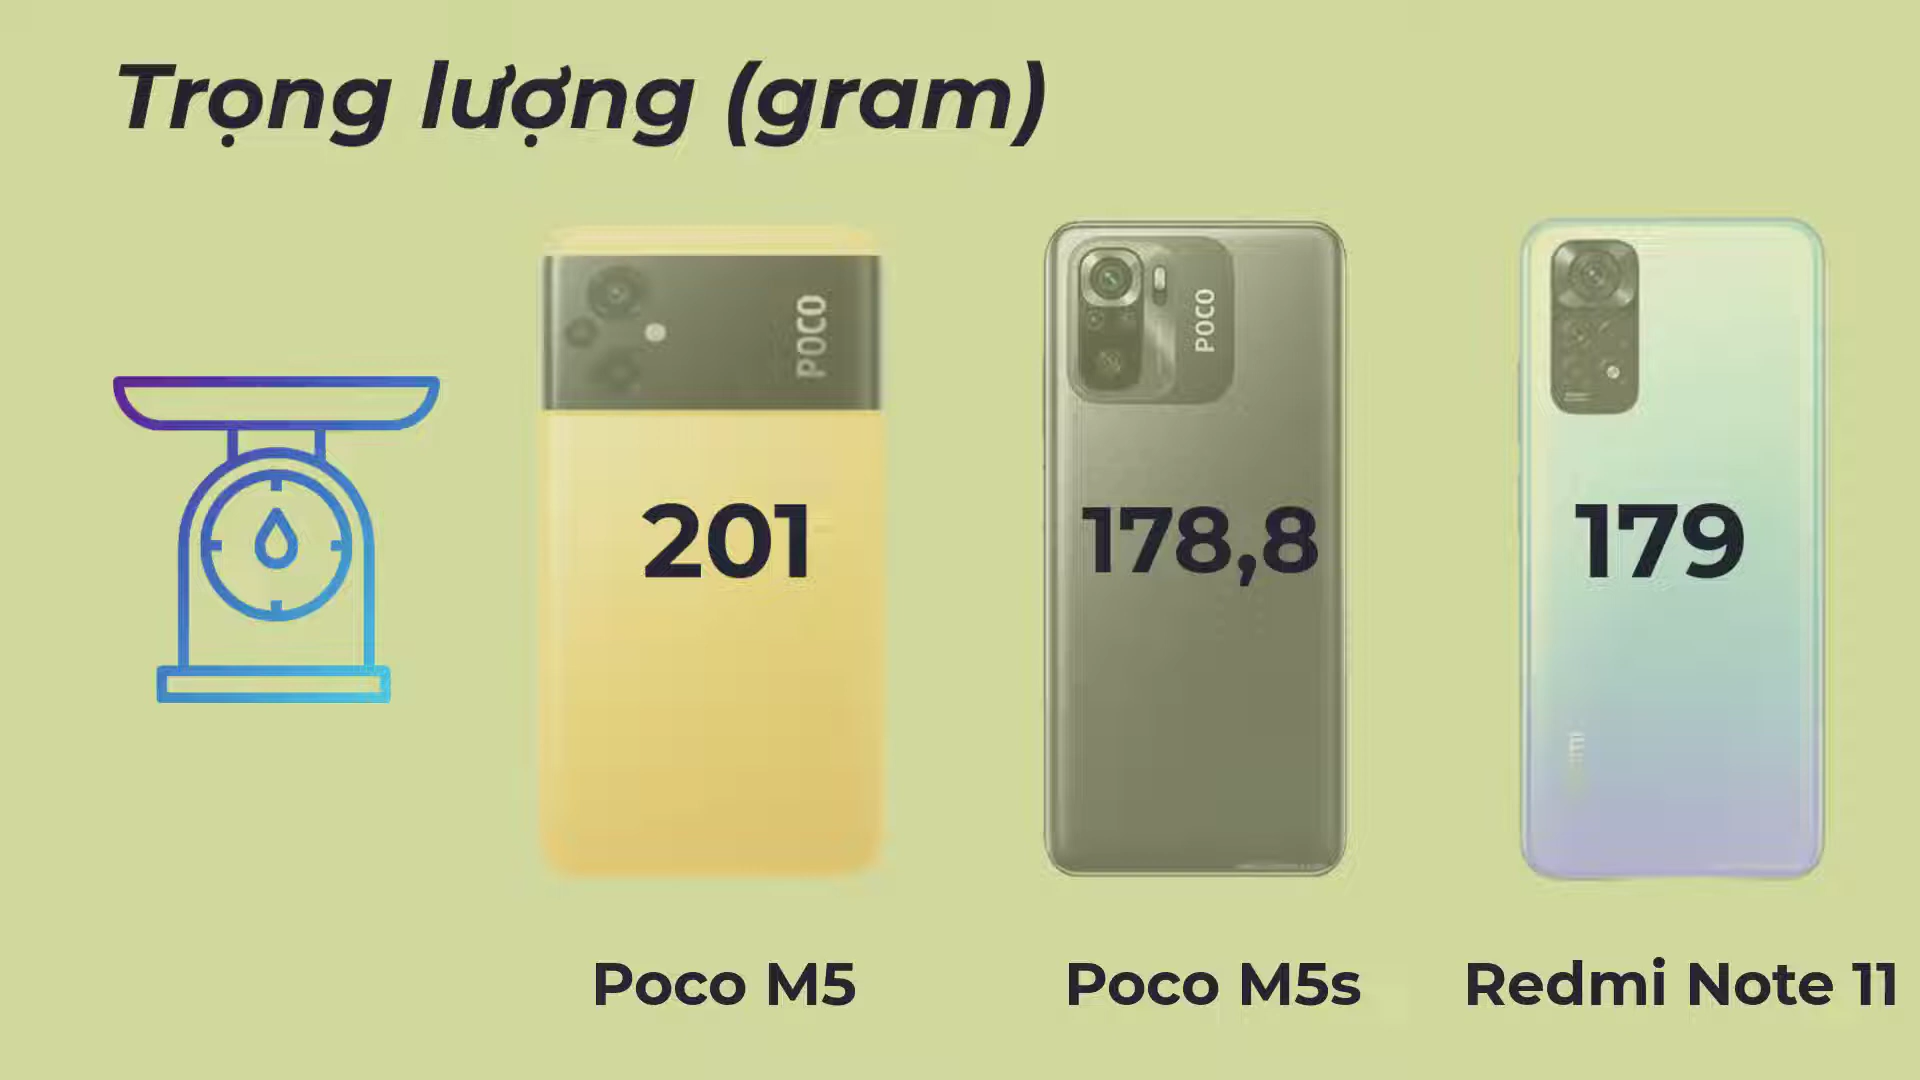 Trọng lượng (gram)
POCO
POCO
201
178,8
179
Poco M5
Poco M5s
Redmi Note 11